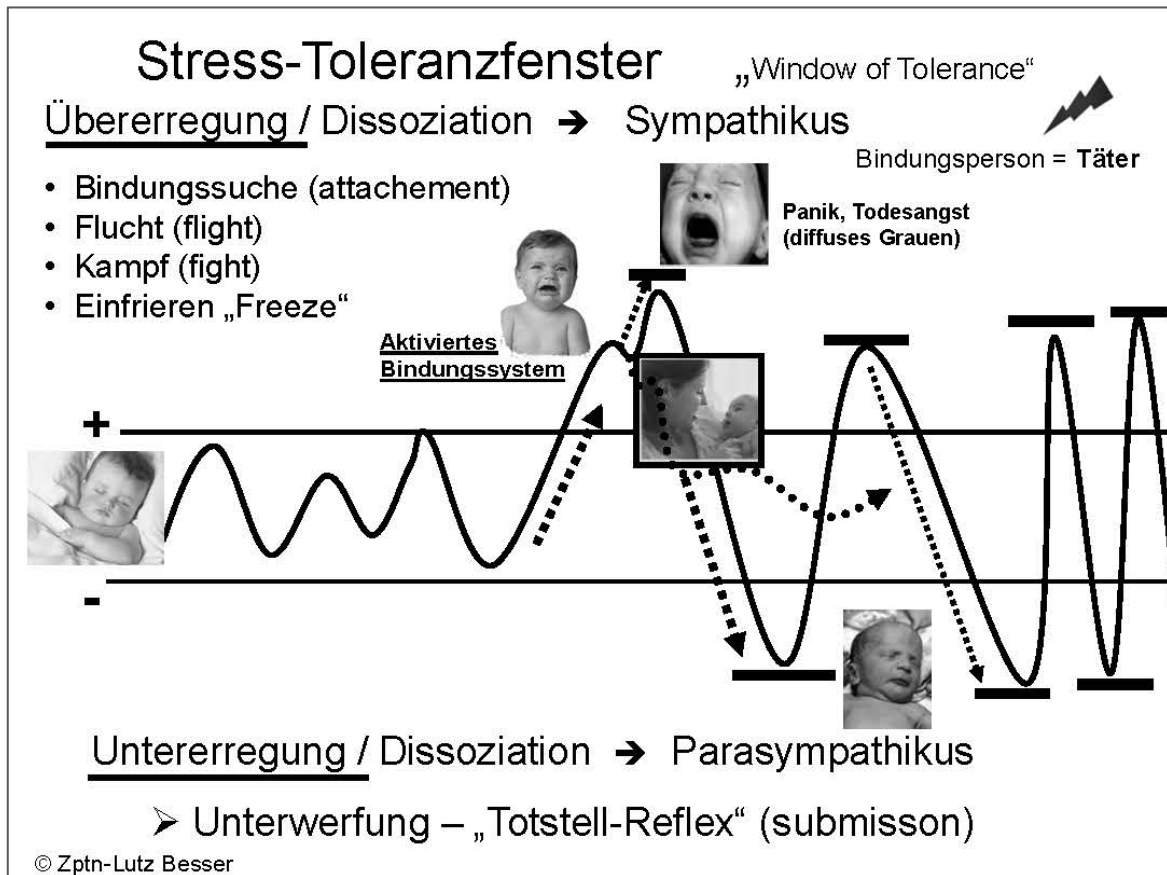 Stress-Toleranzfenster „Window of Tolerance“
Übererregung / Dissoziation ➔ Sympathikus
Bindungsperson = Täter
• Bindungssuche (attachement)
• Flucht (flight)
• Kampf (fight)
• Einfrieren „Freeze“
Panik, Todesangst
(diffuses Grauen)
Aktiviertes
Bindungssystem
+
-
Untererregung / Dissoziation ➔ Parasympathikus
➢ Unterwerfung – „Totstell-Reflex“ (submisson)
© Zptn-Lutz Besser